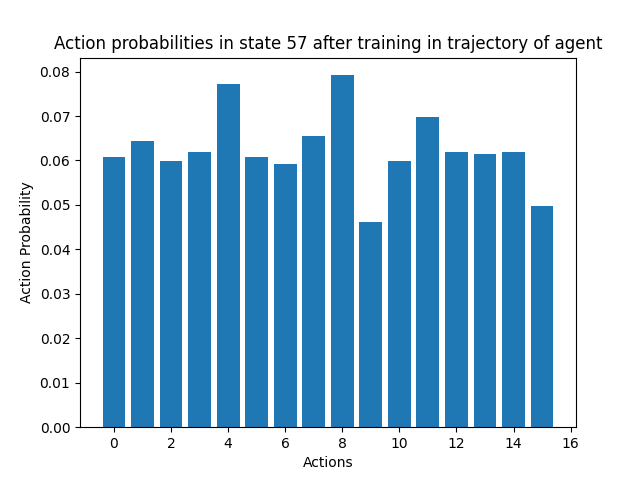 Action probabilities in state 57 after training in trajectory of agent
0.08
0.07
0.06
0.05
0.04
0.03
0.02
0.01
0.00
Action Probability
0 2 4 6 8 10 12 14 16
Actions